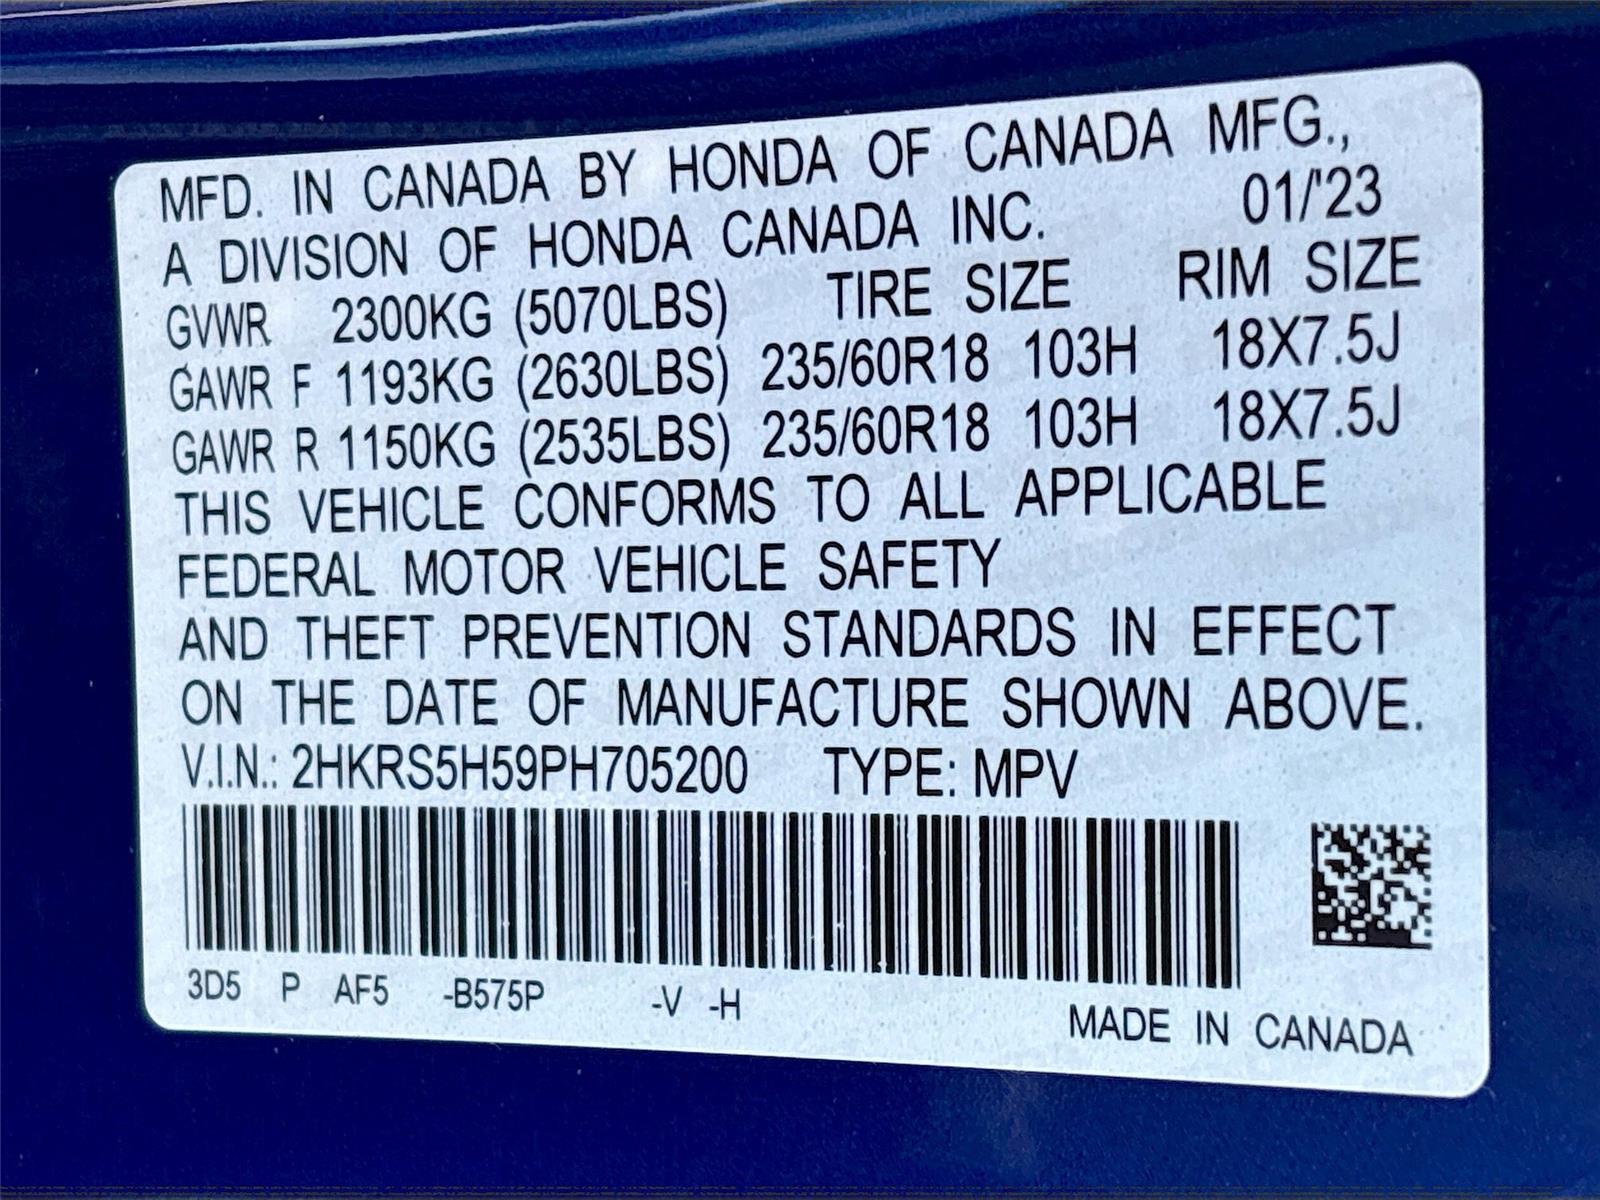 MFD. IN CANADA BY HONDA OF CANADA MFG.,
A DIVISION OF HONDA CANADA INC. 01/'23
GVWR 2300KG (5070LBS) TIRE SIZE RIM SIZE
GAWR F 1193KG (2630LBS) 235/60R18 103H 18X7.5J
GAWR R 1150KG (2535LBS) 235/60R18 103H 18X7.5J
THIS VEHICLE CONFORMS TO ALL APPLICABLE
FEDERAL MOTOR VEHICLE SAFETY
AND THEFT PREVENTION STANDARDS IN EFFECT
ON THE DATE OF MANUFACTURE SHOWN ABOVE.
V.I.N.: 2HKRS5H59PH705200 TYPE: MPV
3D5 P AF5 -B575P -V -H
MADE IN CANADA